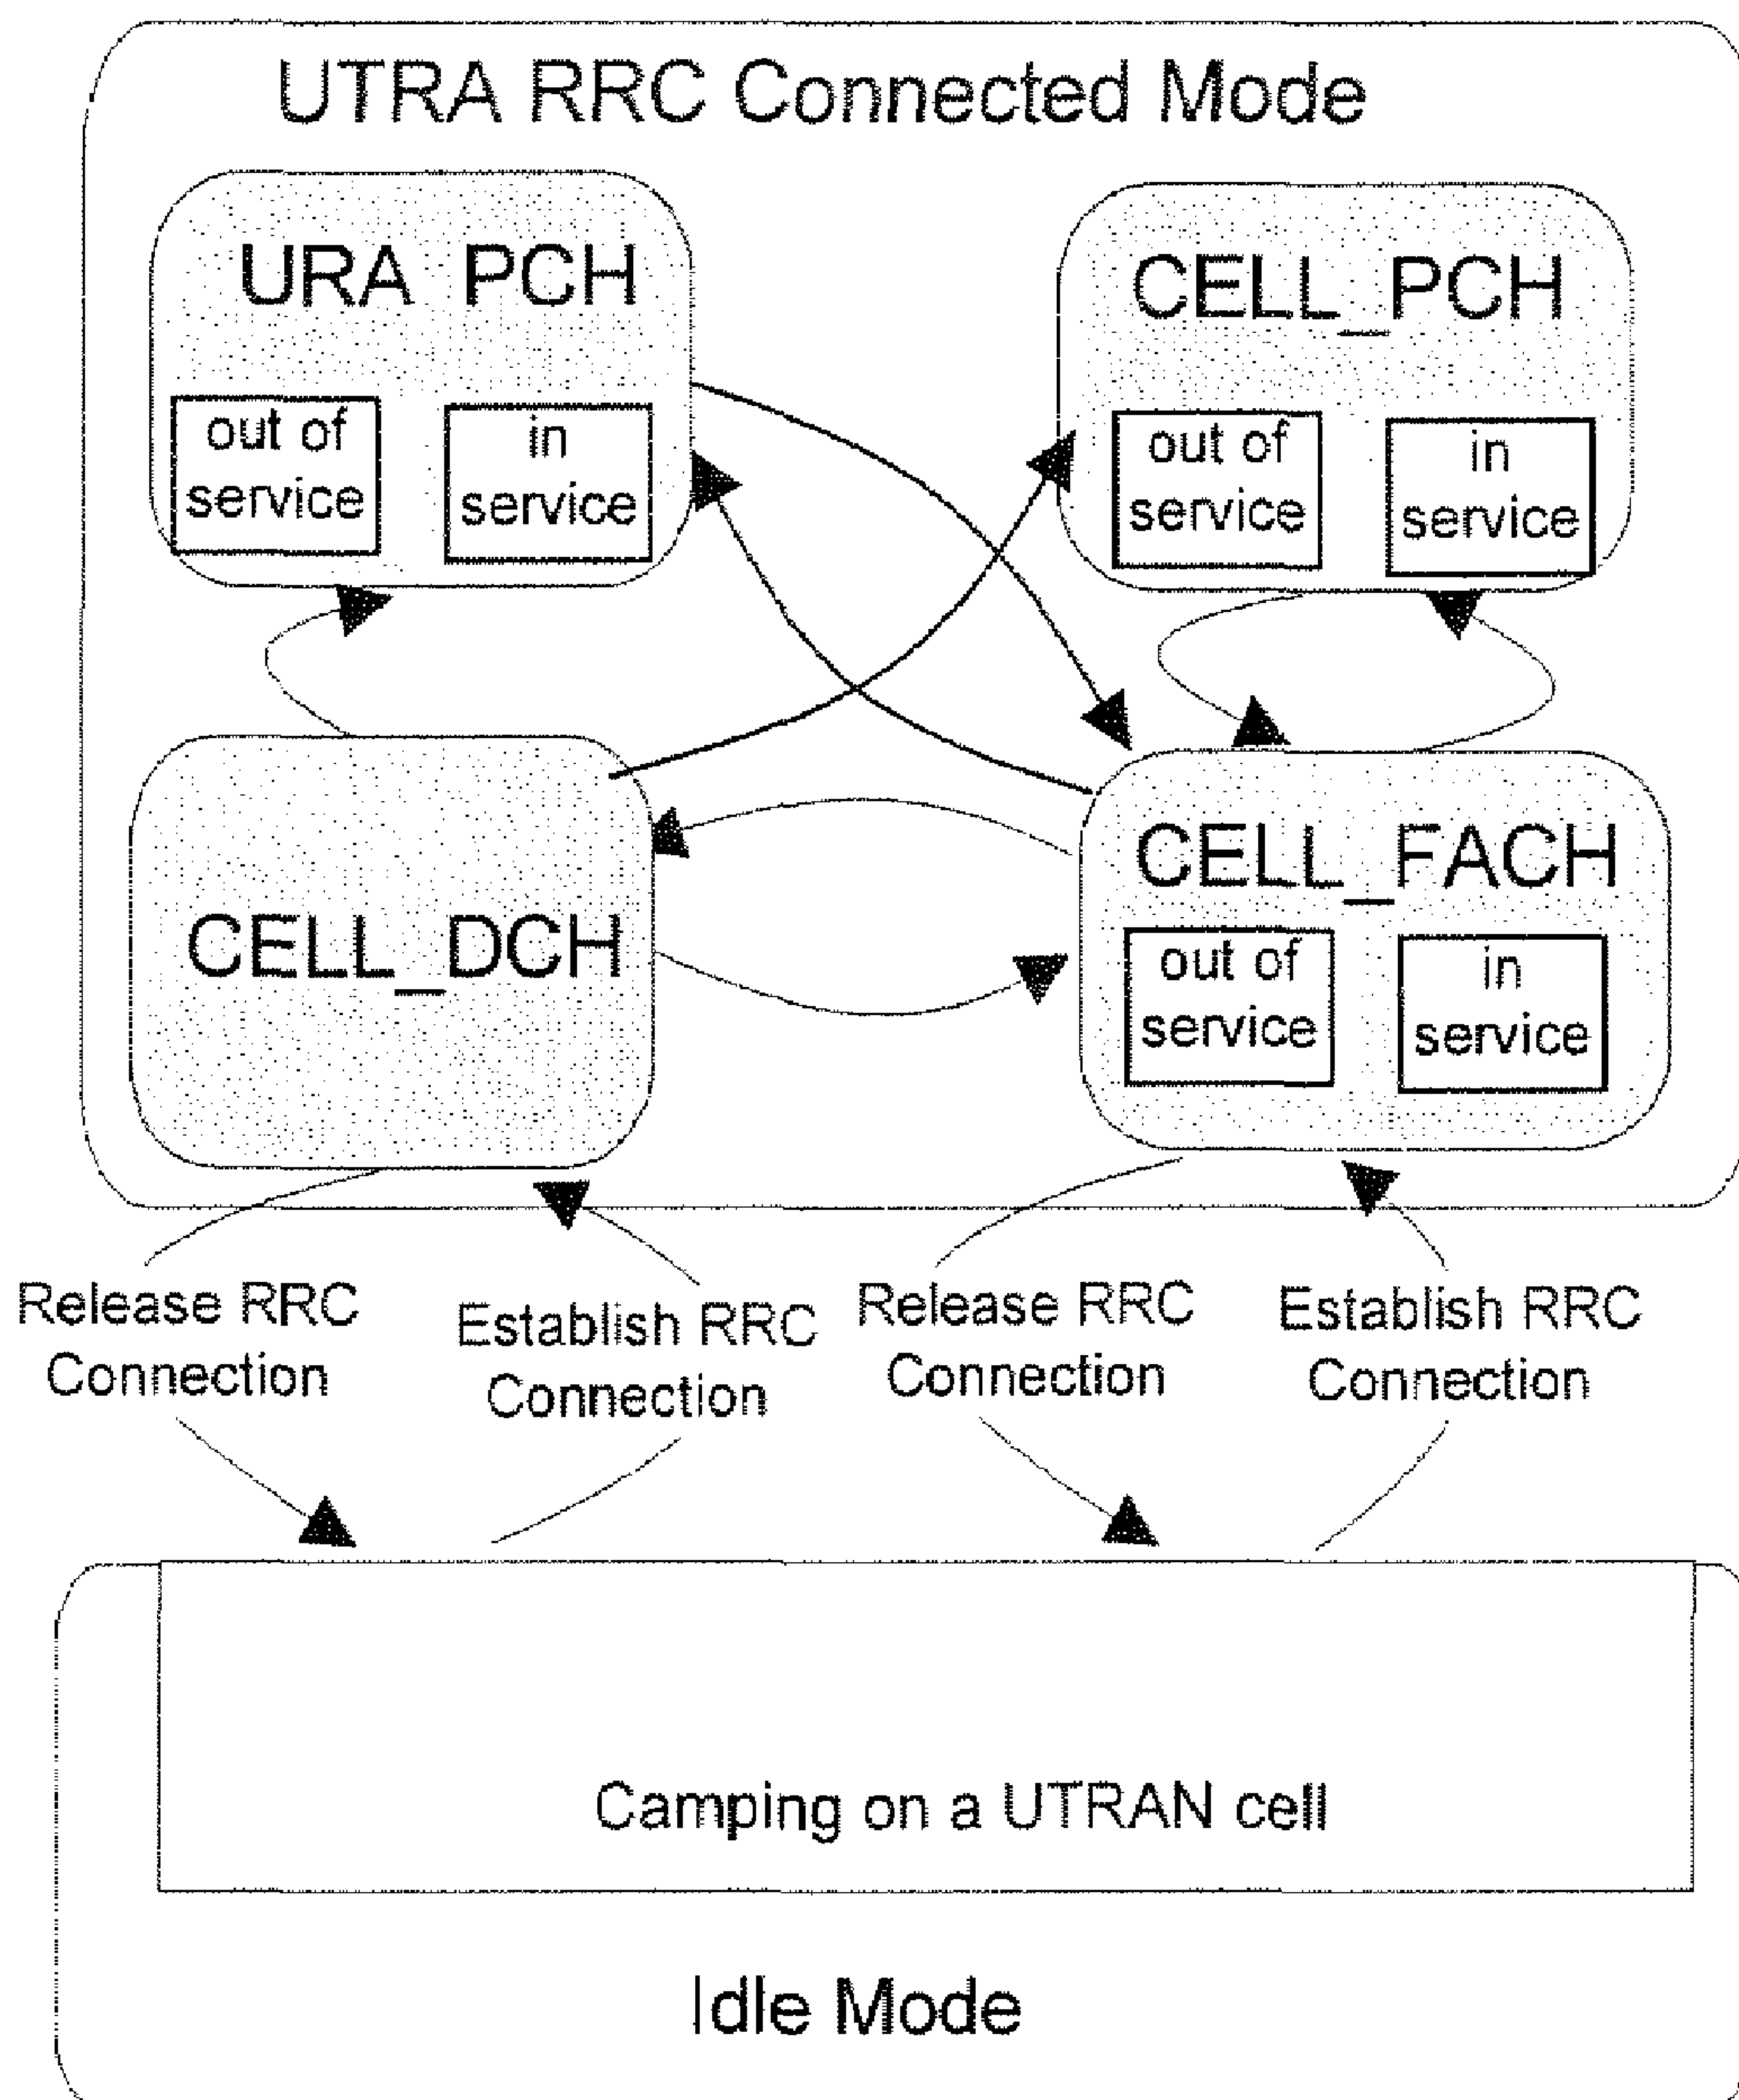 UTRA RRC Connected Mode
URA PCH
out of
service
in
service
CELL_PCH
out of
service
in
service
CELL_DCH
CELL_FACH
out of
service
in
service
Release RRC
Connection
Establish RRC
Connection
Release RRC
Connection
Establish RRC
Connection
Camping on a UTRAN cell
Idle Mode